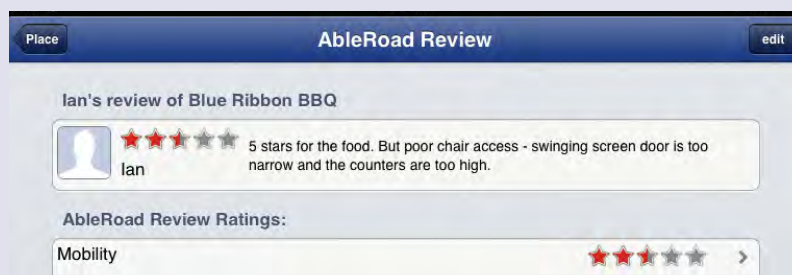 Place
AbleRoad Review
edit
Ian's review of Blue Ribbon BBQ
5 stars for the food. But poor chair access - swinging screen door is too
narrow and the counters are too high.
Ian
AbleRoad Review Ratings:
Mobility